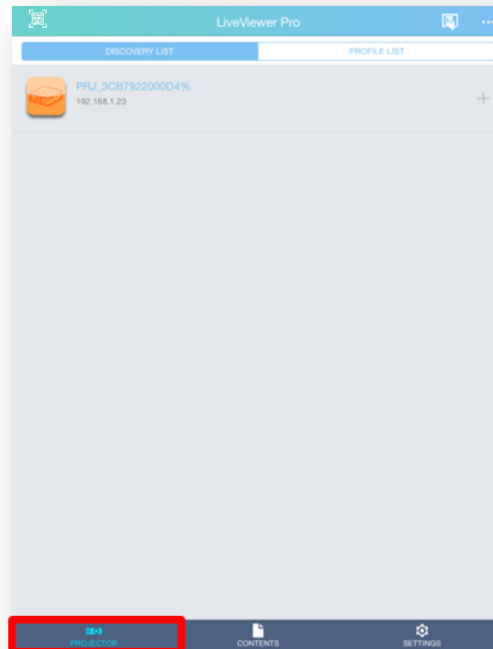 LiveViewer Pro
DISCOVERY LIST
PROFILE LIST
PRJ_3CB7922000D4%
192.168.1.23
PROJECTOR
CONTENTS
SETTINGS